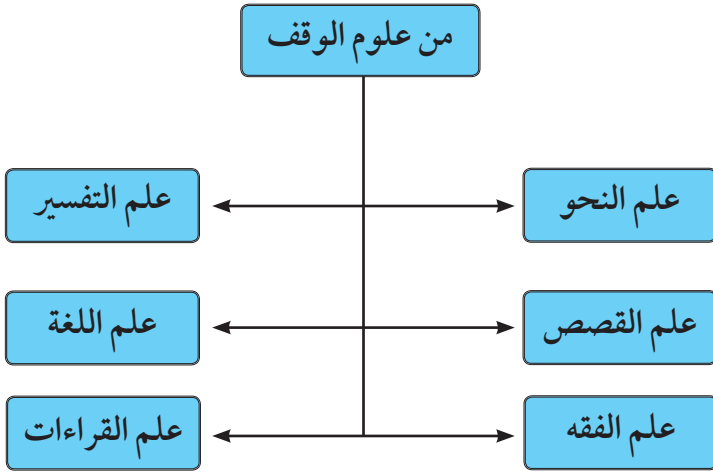 من علوم الوقف
علم النحو
علم التفسير
علم القصص
علم اللغة
علم الفقه
علم القراءات